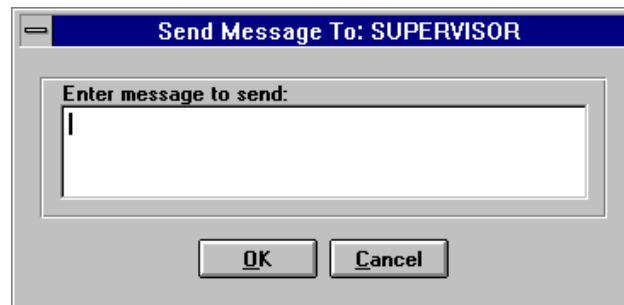 Send Message To: SUPERVISOR
Enter message to send:
OK
Cancel